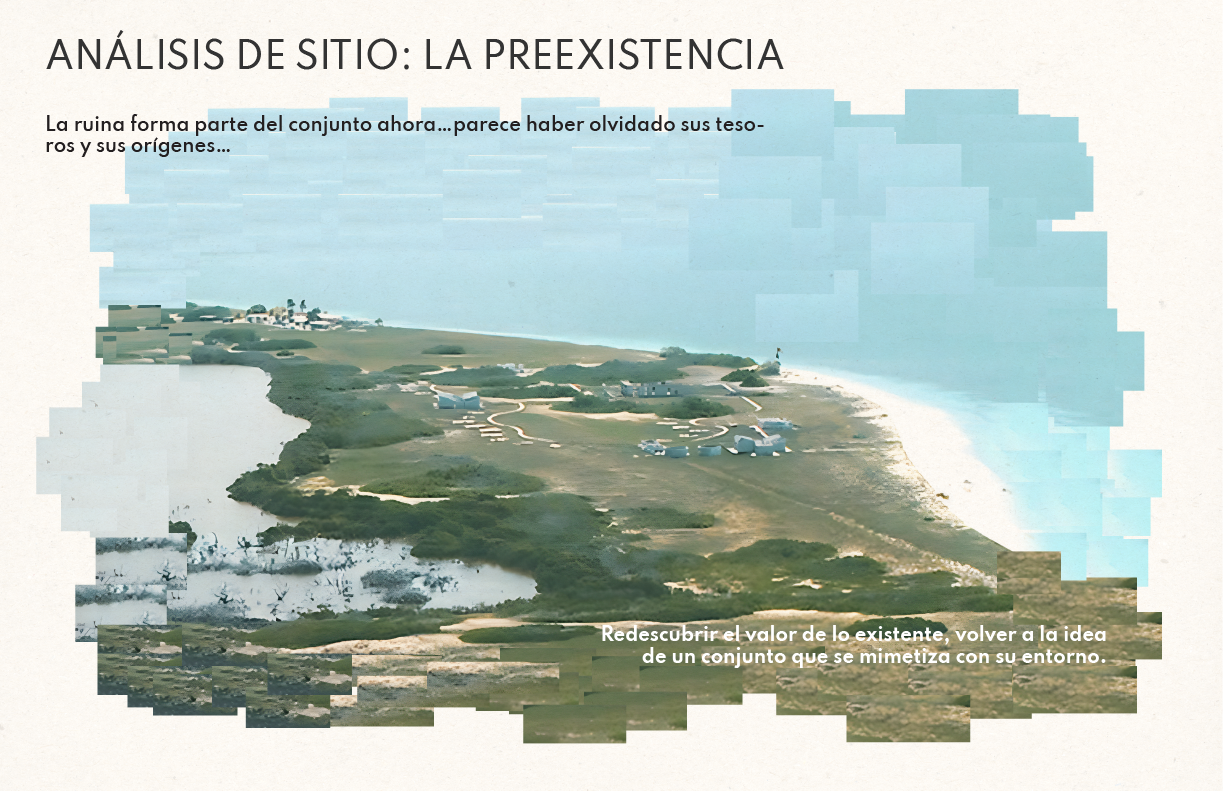 ANÁLISIS DE SITIO: LA PREEXISTENCIA
La ruina forma parte del conjunto ahora...parece haber olvidado sus teso-
ros y sus orígenes...
Redescubrir el valor de lo existente, volver a la idea
de un conjunto que se mimetiza con su entorno.